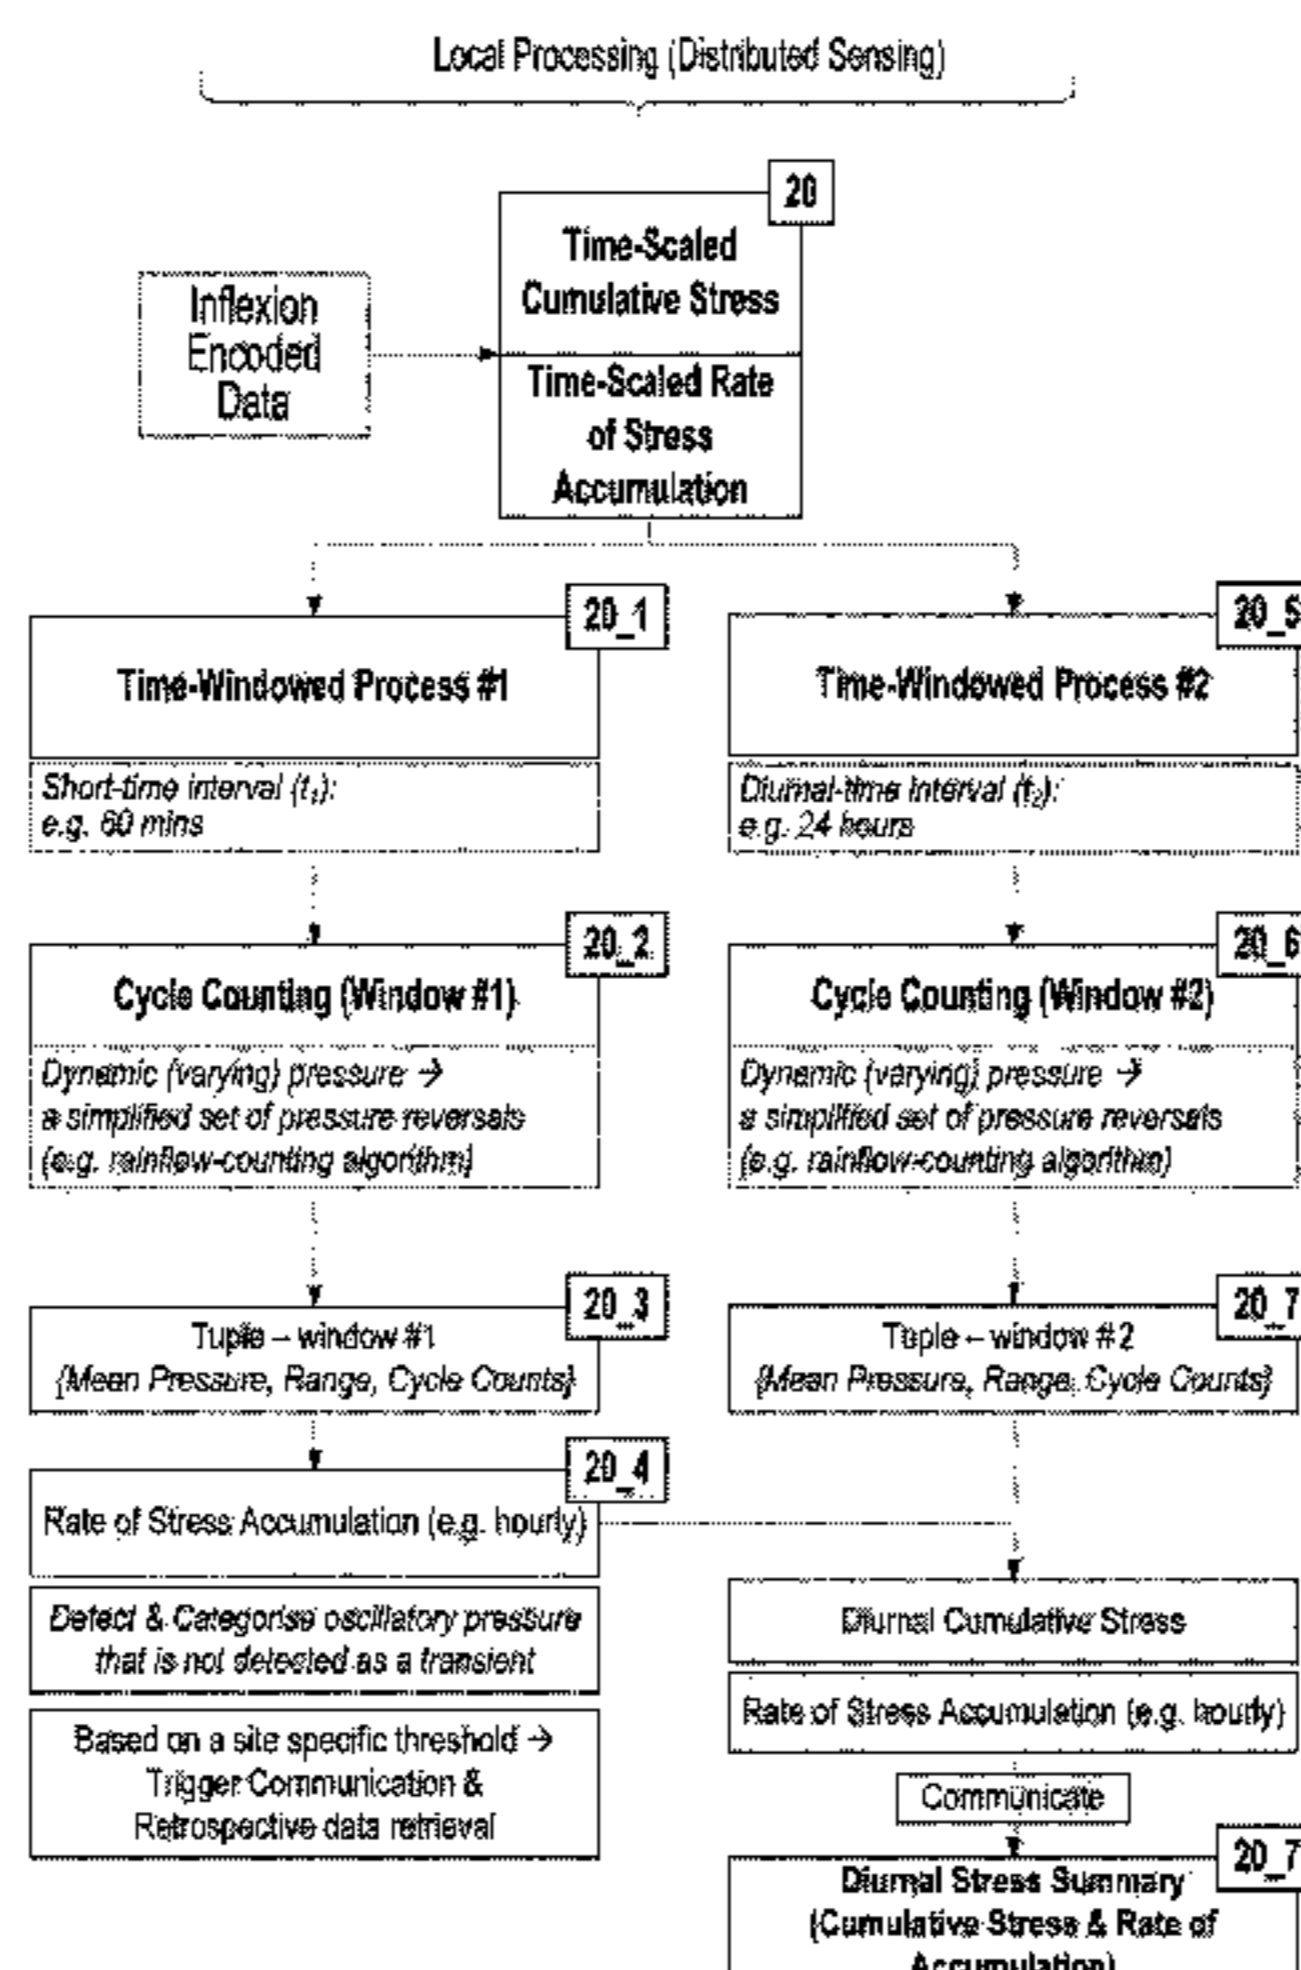 Local Processing (Distributed Sensing)
20
Time-Scaled
Cumulative Stress
Inflexion
Encoded
Data
Time-Scaled Rate
of Stress
Accumulation
20_1
Time-Windowed Process #1
Short-time interval (t₁):
e.g. 60 mins
20_5
Time-Windowed Process #2
Diurnal-time interval (t₂):
e.g. 24 hours
20_2
Cycle Counting (Window #1)
Dynamic (varying) pressure →
a simplified set of pressure reversals
(e.g. rainflow-counting algorithm)
20_6
Cycle Counting (Window #2)
Dynamic (varying) pressure →
a simplified set of pressure reversals
(e.g. rainflow-counting algorithm)
20_3
Tuple – window #1
{Mean Pressure, Range, Cycle Counts}
20_7
Tuple – window #2
{Mean Pressure, Range, Cycle Counts}
20_4
Rate of Stress Accumulation (e.g. hourly)
Detect & Categorise oscillatory pressure
that is not detected as a transient
Based on a site specific threshold →
Trigger Communication &
Retrospective data retrieval
Diurnal Cumulative Stress
Rate of Stress Accumulation (e.g. hourly)
Communicate
20_7
Diurnal Stress Summary
(Cumulative Stress & Rate of
Accumulation)